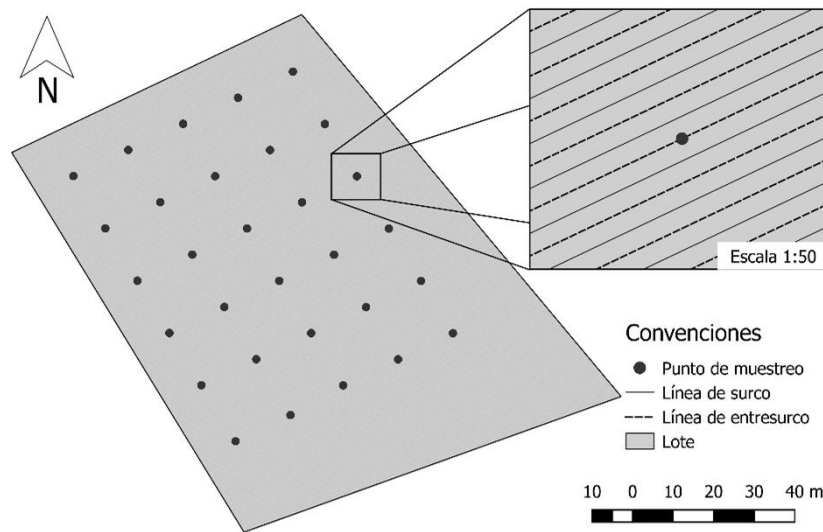 N
Escala 1:50
Convenciones
Punto de muestreo
Línea de surco
Línea de entresurco
Lote
10 0 10 20 30 40 m